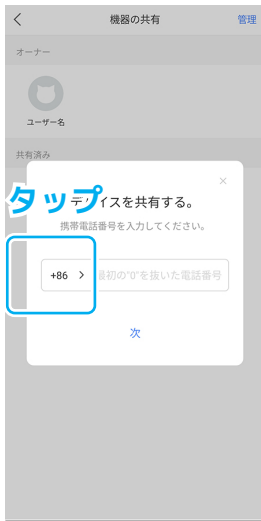 機器の共有
管理
オーナー
ユーザー名
共有済み
タップ
デバイスを共有する。
携帯電話番号を入力してください。
+86
最初の"0"を抜いた電話番号
次